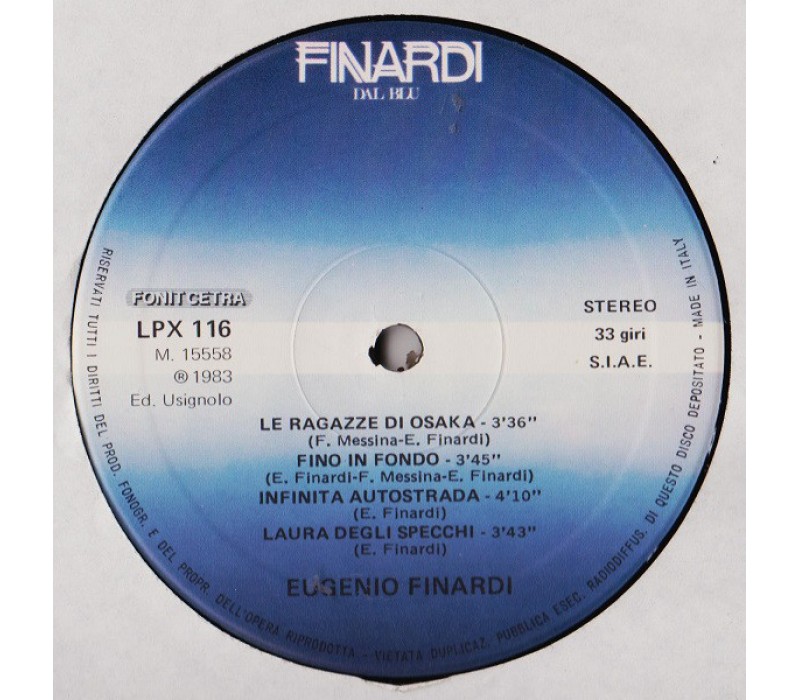 FINARDI
DAL BLU
FONIT CETRA
LPX 116
M. 15558
℗ 1983
Ed. Usignolo
STEREO
33 giri
S.I.A.E.
LE RAGAZZE DI OSAKA - 3'36"
(F. Messina-E. Finardi)
FINO IN FONDO - 3'45"
(E. Finardi-F. Messina-E. Finardi)
INFINITA AUTOSTRADA - 4'10"
(E. Finardi)
LAURA DEGLI SPECCHI - 3'43"
(E. Finardi)
EUGENIO FINARDI
RISERVATI TUTTI I DIRITTI DEL PROD. FONOGR. E DEL PROPR. DELL'OPERA RIPRODOTTA - VIETATA DUPLICAZ. PUBBLICA ESEC. RADIODIFFUS. DI QUESTO DISCO DEPOSITATO - MADE IN ITALY